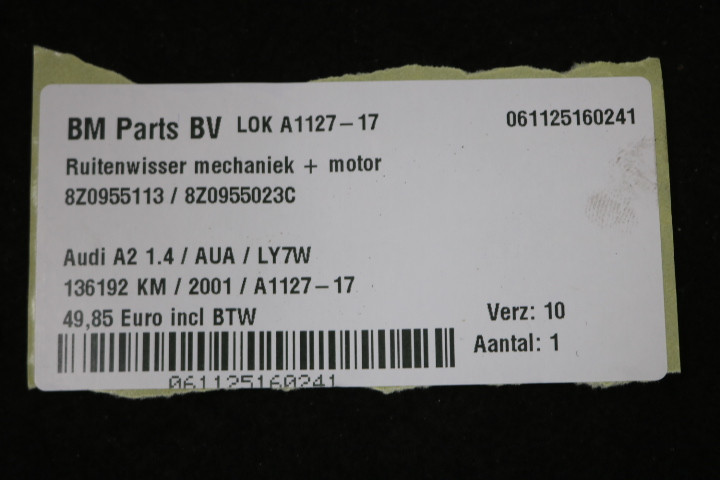 BM Parts BV LOK A1127-17 061125160241
Ruitenwisser mechaniek + motor
8Z0955113 / 8Z0955023C
Audi A2 1.4 / AUA / LY7W
136192 KM / 2001 / A1127-17
49,85 Euro incl BTW Verz: 10
Aantal: 1
061125160241